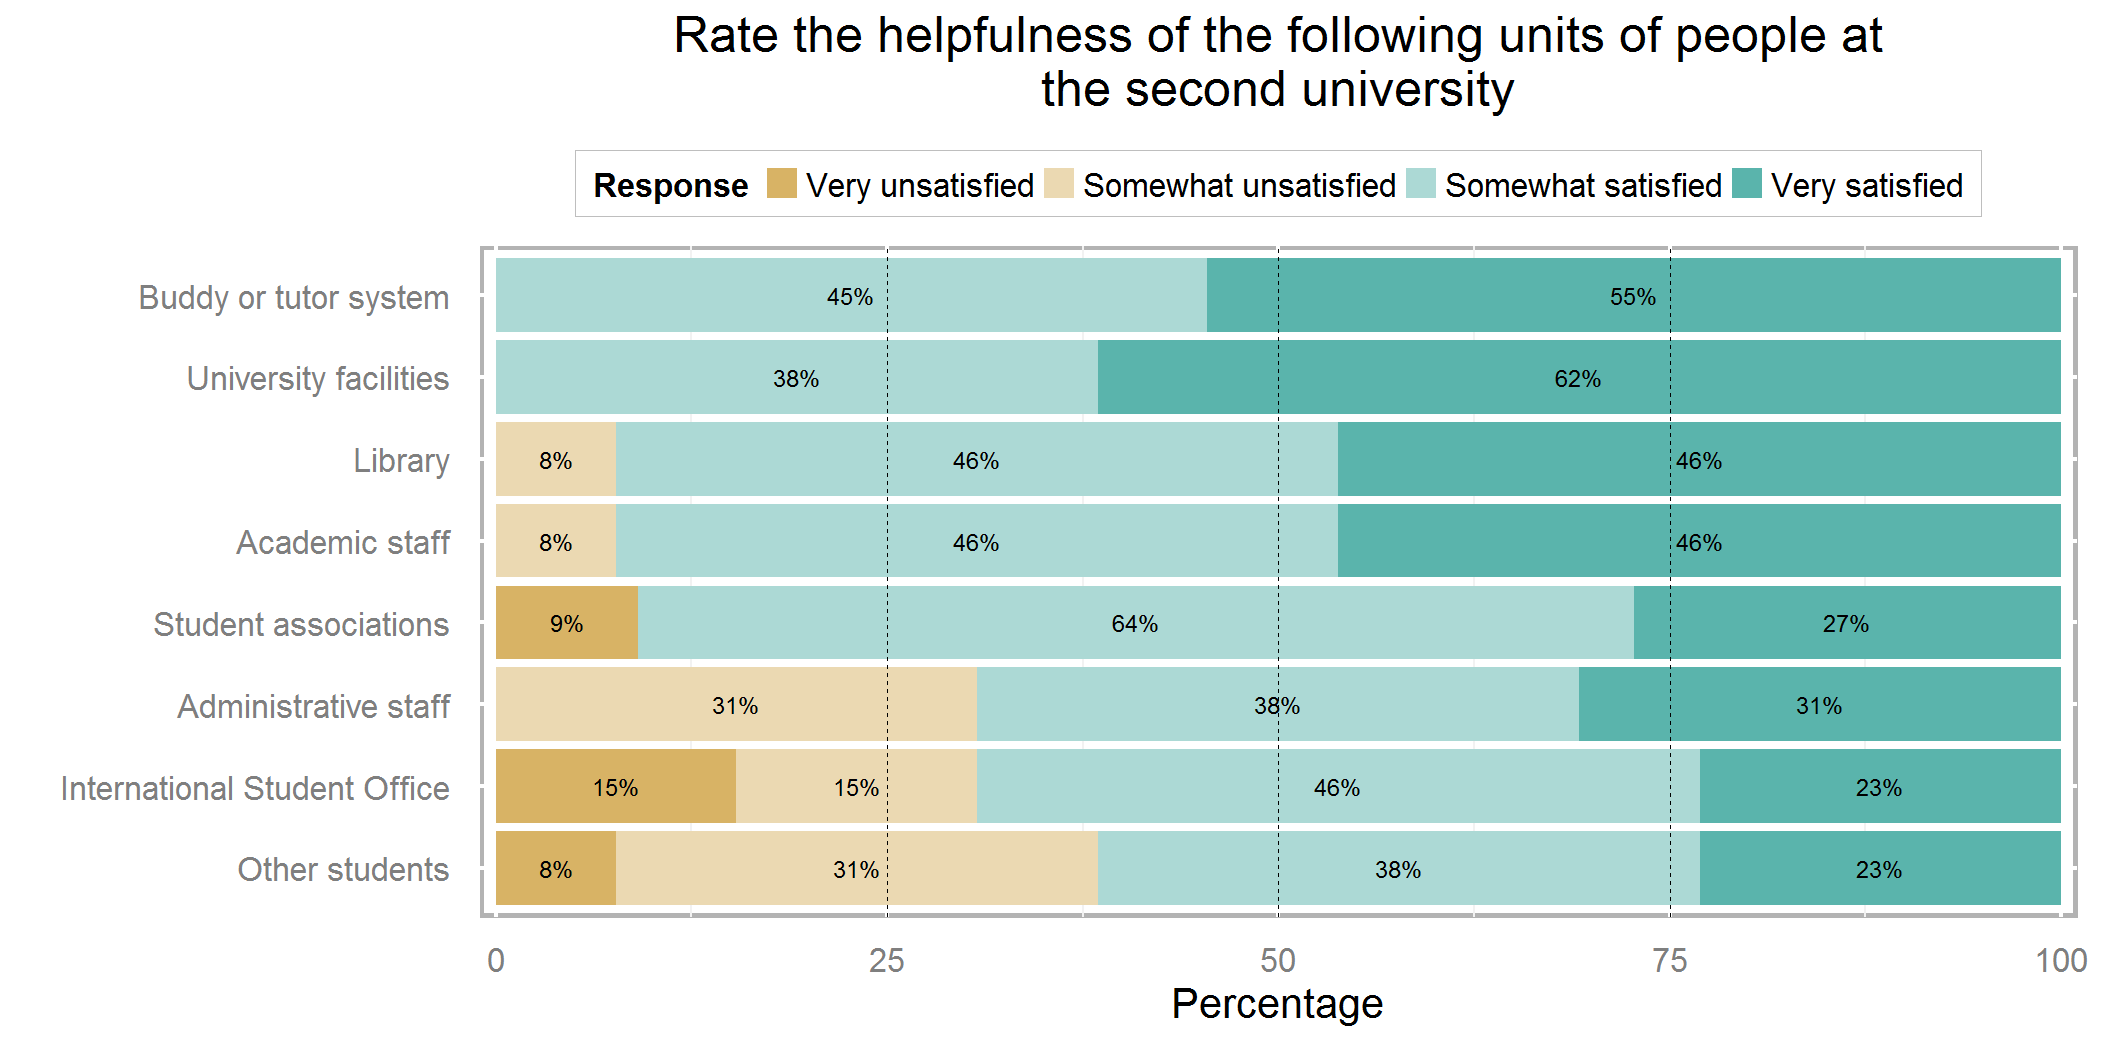 Rate the helpfulness of the following units of people at
the second university
Response Very unsatisfied Somewhat unsatisfied Somewhat satisfied Very satisfied
Buddy or tutor system 45% 55%
University facilities 38% 62%
Library 8% 46% 46%
Academic staff 8% 46% 46%
Student associations 9% 64% 27%
Administrative staff 31% 38% 31%
International Student Office 15% 15% 46% 23%
Other students 8% 31% 38% 23%
0 25 50 75 100
Percentage